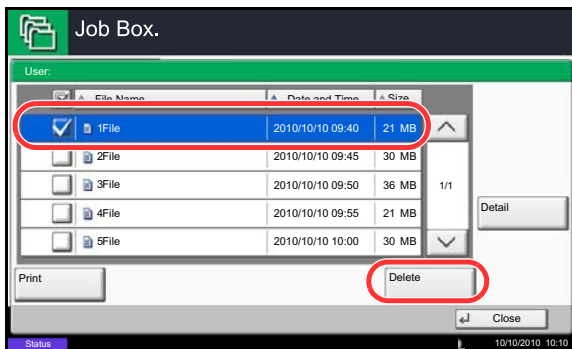 Job Box.
User:
File Name Date and Time Size
1File 2010/10/10 09:40 21 MB
2File 2010/10/10 09:45 30 MB
3File 2010/10/10 09:50 36 MB 1/1
4File 2010/10/10 09:55 21 MB Detail
5File 2010/10/10 10:00 30 MB
Print Delete
Close
Status 10/10/2010 10:10